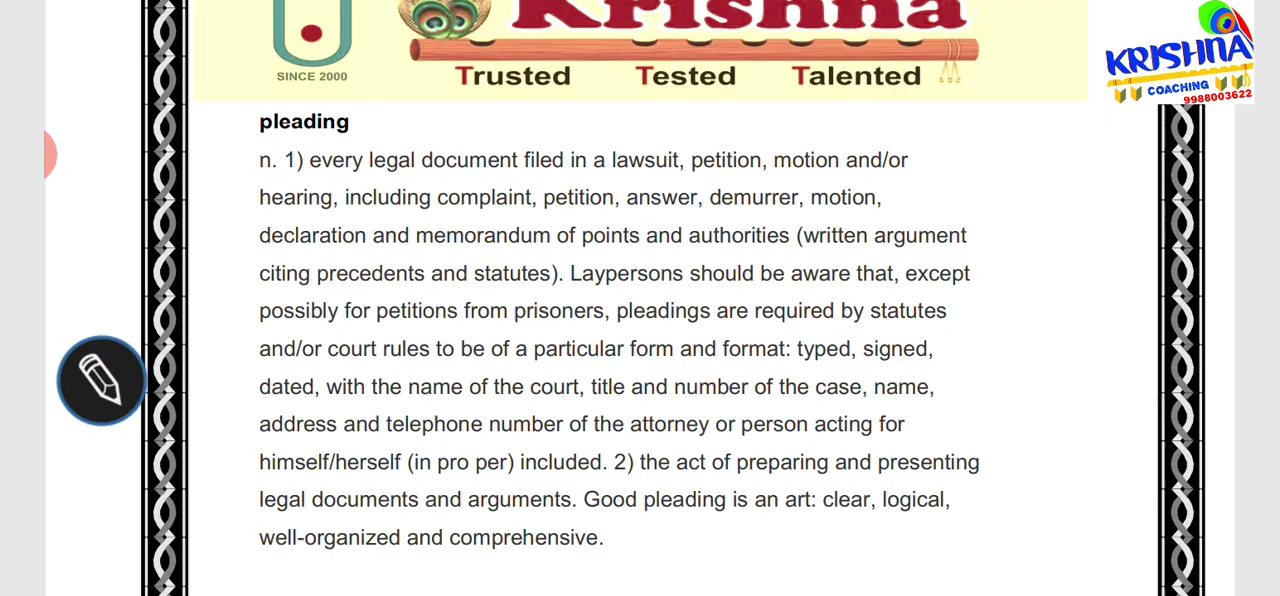 Krishna
SINCE 2000
Trusted Tested Talented
KRISHNA
COACHING
9988003622
pleading
n. 1) every legal document filed in a lawsuit, petition, motion and/or
hearing, including complaint, petition, answer, demurrer, motion,
declaration and memorandum of points and authorities (written argument
citing precedents and statutes). Laypersons should be aware that, except
possibly for petitions from prisoners, pleadings are required by statutes
and/or court rules to be of a particular form and format: typed, signed,
dated, with the name of the court, title and number of the case, name,
address and telephone number of the attorney or person acting for
himself/herself (in pro per) included. 2) the act of preparing and presenting
legal documents and arguments. Good pleading is an art: clear, logical,
well-organized and comprehensive.